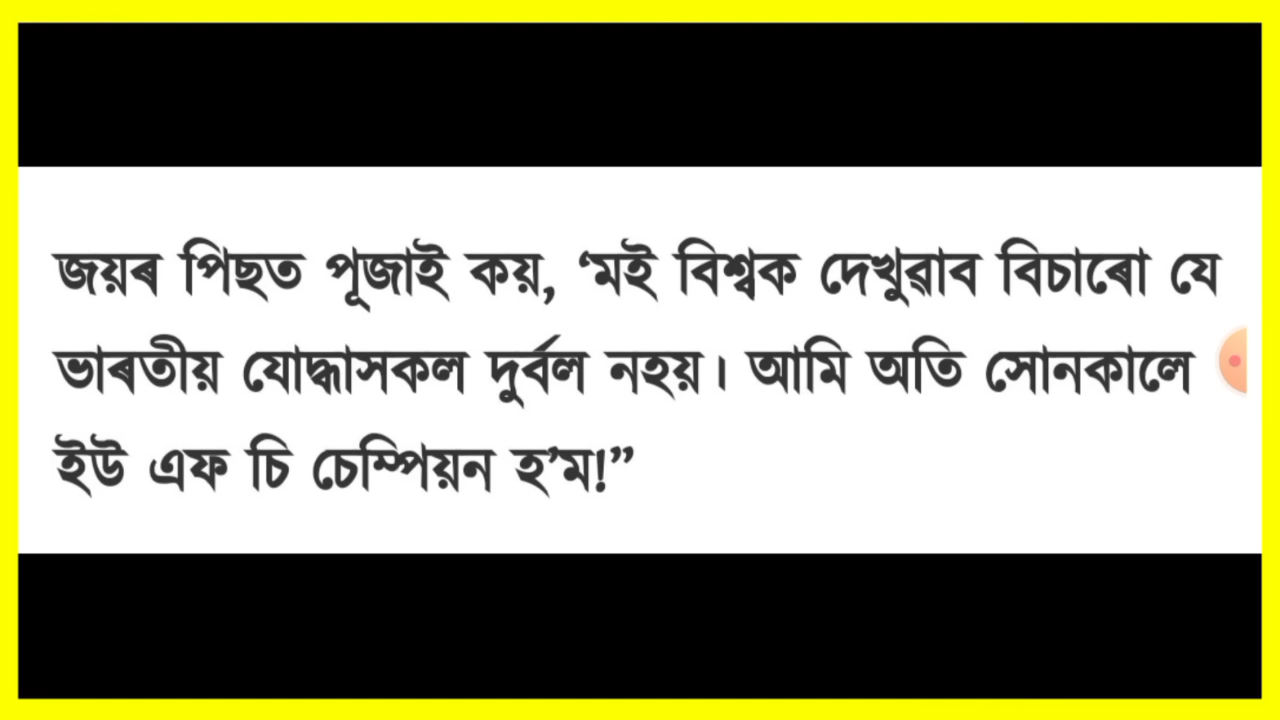 জয়ৰ পিছত পূজাই কয়, ‘মই বিশ্বক দেখুৱাব বিচাৰো যে
ভাৰতীয় যোদ্ধাসকল দুৰ্বল নহয়। আমি অতি সোনকালে
ইউ এফ চি চেম্পিয়ন হ’ম!”